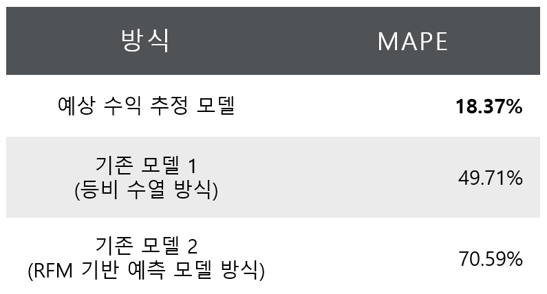 방식 MAPE
예상 수익 추정 모델 18.37%
기존 모델 1
(등비 수열 방식) 49.71%
기존 모델 2
(RFM 기반 예측 모델 방식) 70.59%